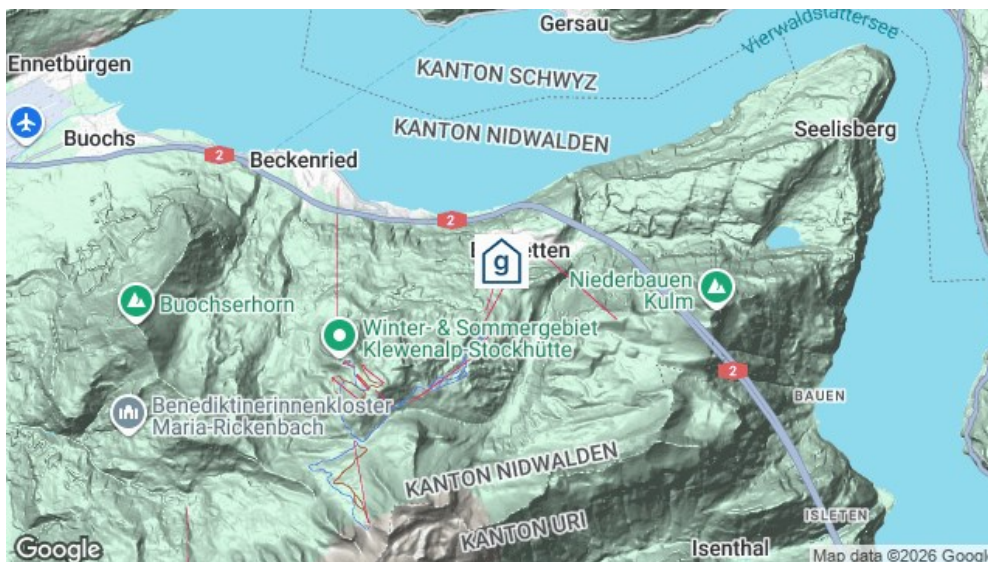 Gersau
Vierwaldstättersee
Ennetbürgen
KANTON SCHWYZ
KANTON NIDWALDEN
Buochs
Seelisberg
2
Beckenried
2
etten
g
Niederbauen
Kulm
Buochserhorn
Winter- & Sommergebiet
Klewenalp-Stockhütte
2
BAUEN
Benediktinerinnenkloster
Maria-Rickenbach
KANTON NIDWALDEN
KANTON URI
ISLETEN
Isenthal
Google
Map data ©2026 Google